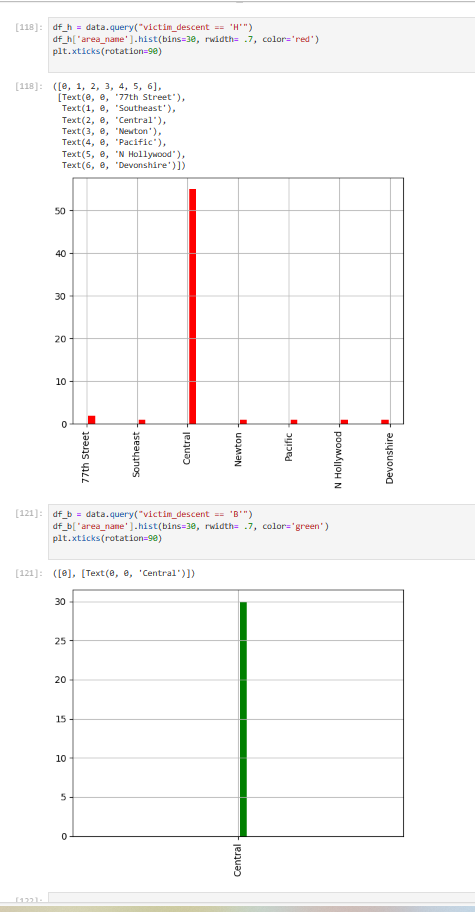 [118]: df_h = data.query("victim_descent == 'H'")
df_h['area_name'].hist(bins=30, rwidth= .7, color='red')
plt.xticks(rotation=90)
[118]: ([0, 1, 2, 3, 4, 5, 6],
[Text(0, 0, '77th Street'),
Text(1, 0, 'Southeast'),
Text(2, 0, 'Central'),
Text(3, 0, 'Newton'),
Text(4, 0, 'Pacific'),
Text(5, 0, 'N Hollywood'),
Text(6, 0, 'Devonshire')])
50
40
30
20
10
0
77th Street
Southeast
Central
Newton
Pacific
N Hollywood
Devonshire
[121]: df_b = data.query("victim_descent == 'B'")
df_b['area_name'].hist(bins=30, rwidth= .7, color='green')
plt.xticks(rotation=90)
[121]: ([0], [Text(0, 0, 'Central')])
30
25
20
15
10
5
0
Central